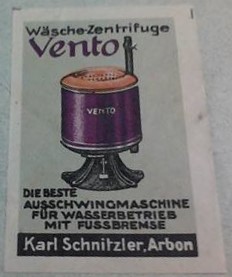 Wäsche-Zentrifuge
Vento
VENTO
DIE BESTE
AUSSCHWINGMASCHINE
FÜR WASSERBETRIEB
MIT FUSSBREMSE
Karl Schnitzler, Arbon